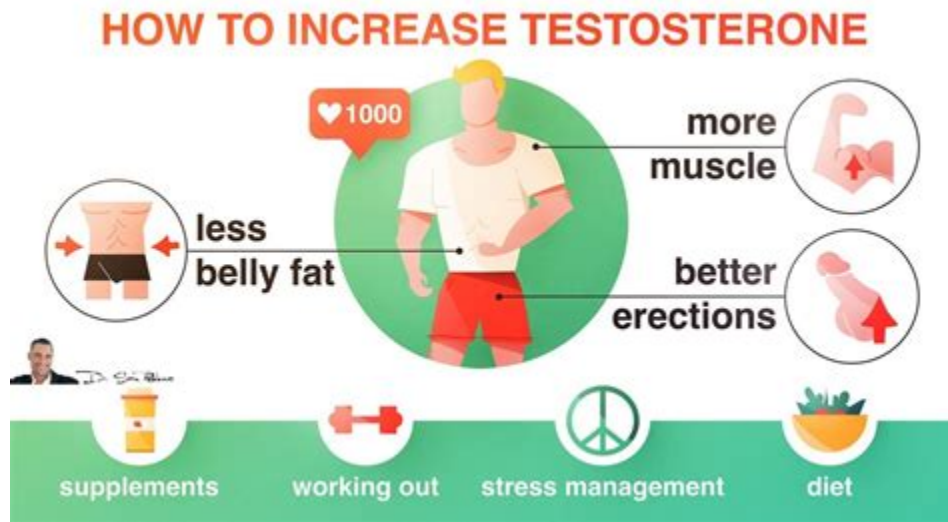 HOW TO INCREASE TESTOSTERONE
1000
more
muscle
less
belly fat
better
erections
supplements
working out
stress management
diet